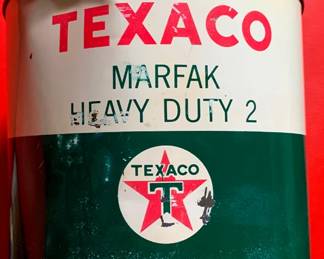 TEXACO
MARFAK
HEAVY DUTY 2
TEXACO
T